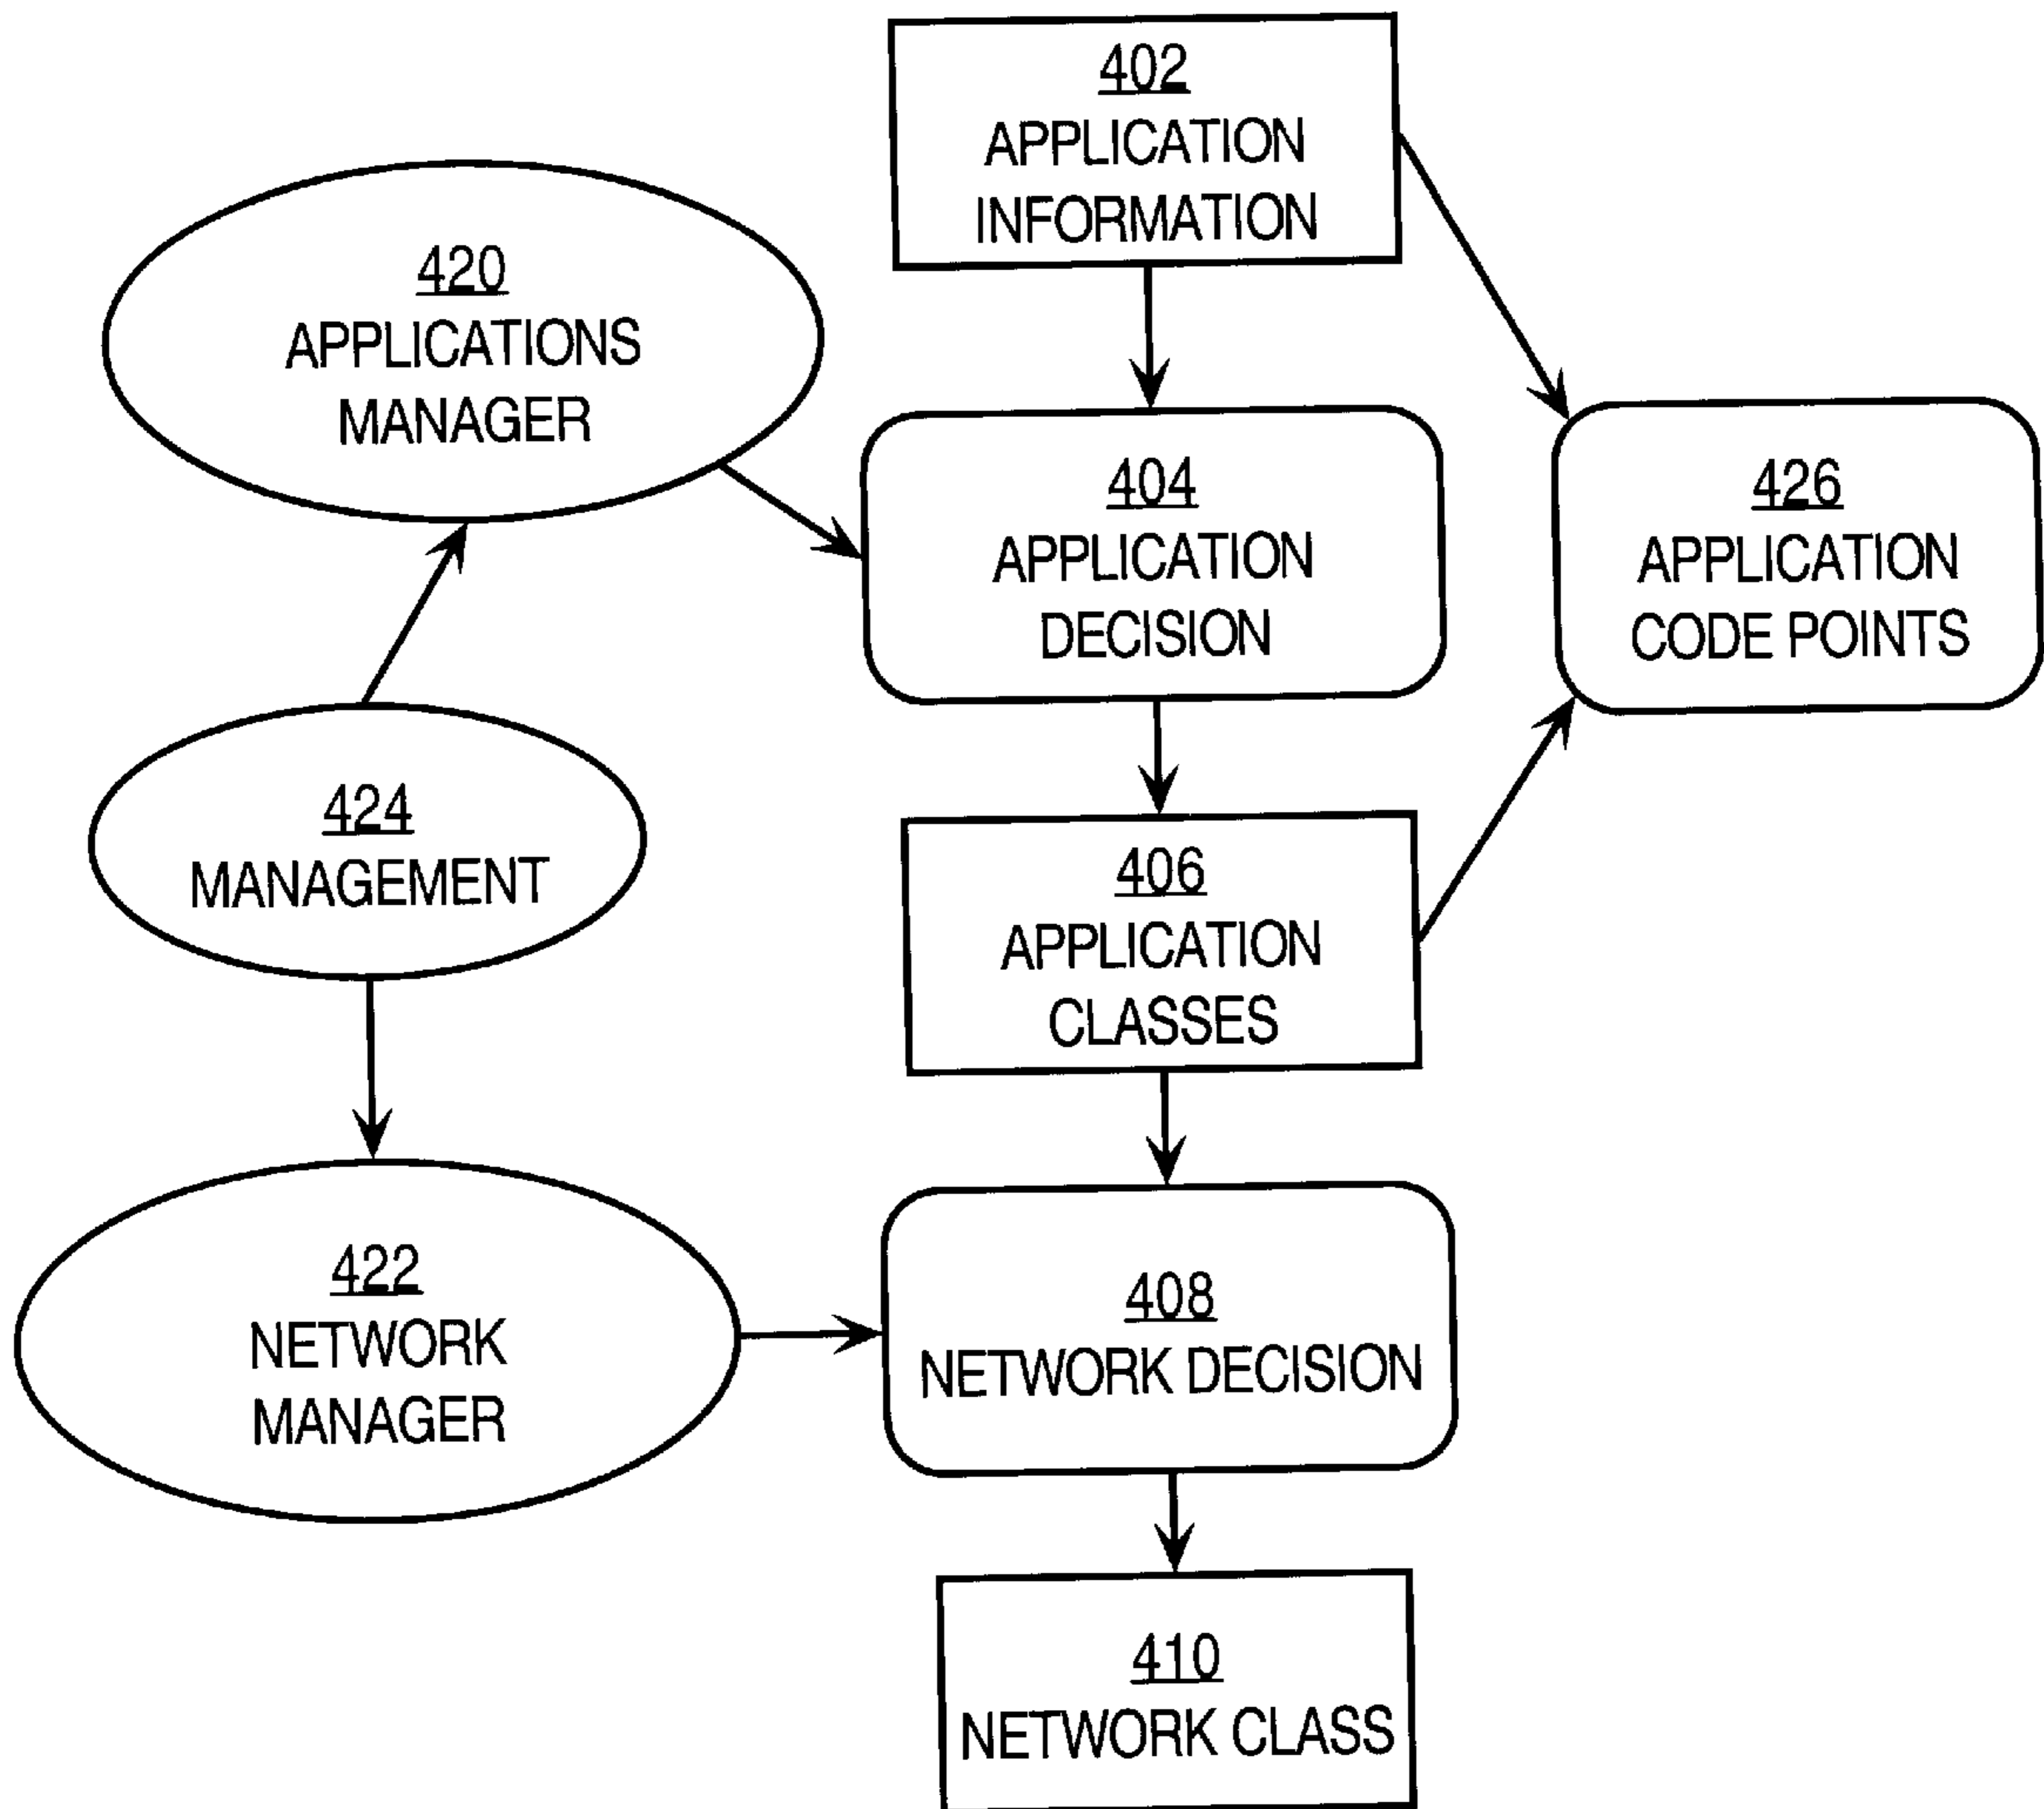 402
APPLICATION
INFORMATION
420
APPLICATIONS
MANAGER
404
APPLICATION
DECISION
426
APPLICATION
CODE POINTS
424
MANAGEMENT
406
APPLICATION
CLASSES
422
NETWORK
MANAGER
408
NETWORK DECISION
410
NETWORK CLASS